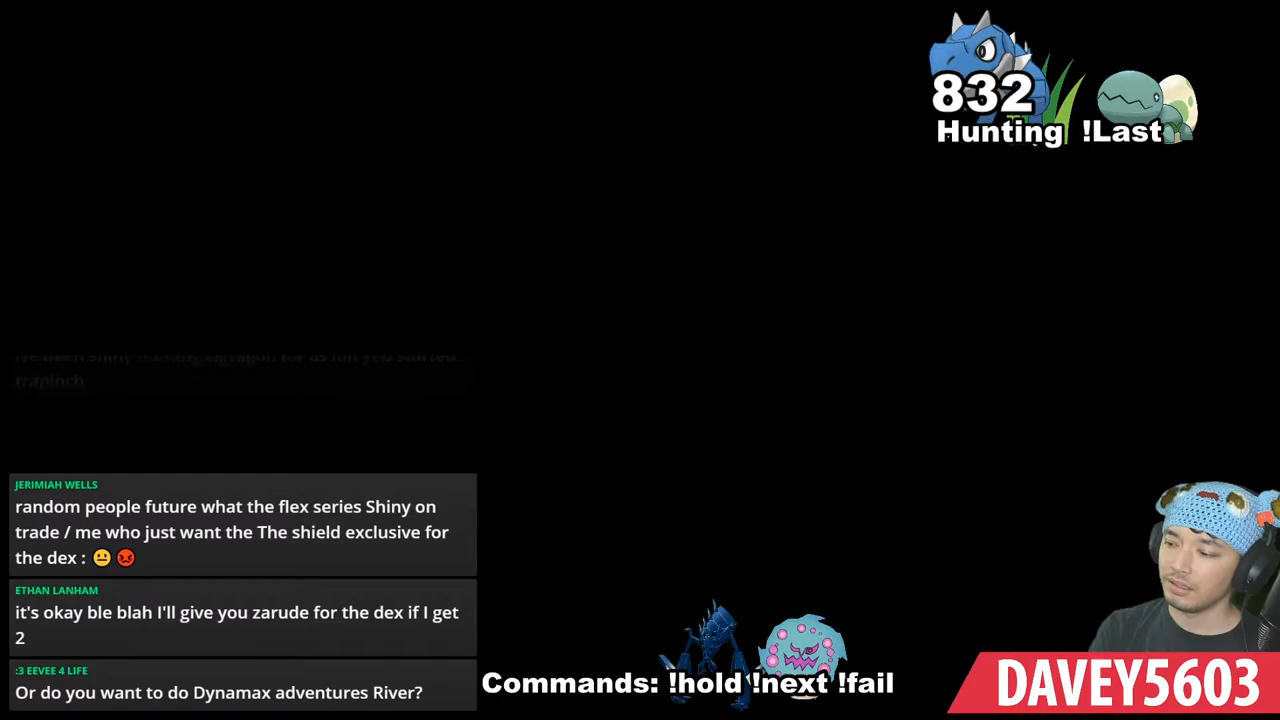 832
Hunting !Last
trapinch
JERIMIAH WELLS
random people future what the flex series Shiny on
trade / me who just want the The shield exclusive for
the dex : 😐 😡
ETHAN LANHAM
it's okay ble blah I'll give you zarude for the dex if I get
2
:3 EEVEE 4 LIFE
Or do you want to do Dynamax adventures River?
Commands: !hold !next !fail
DAVEY5603